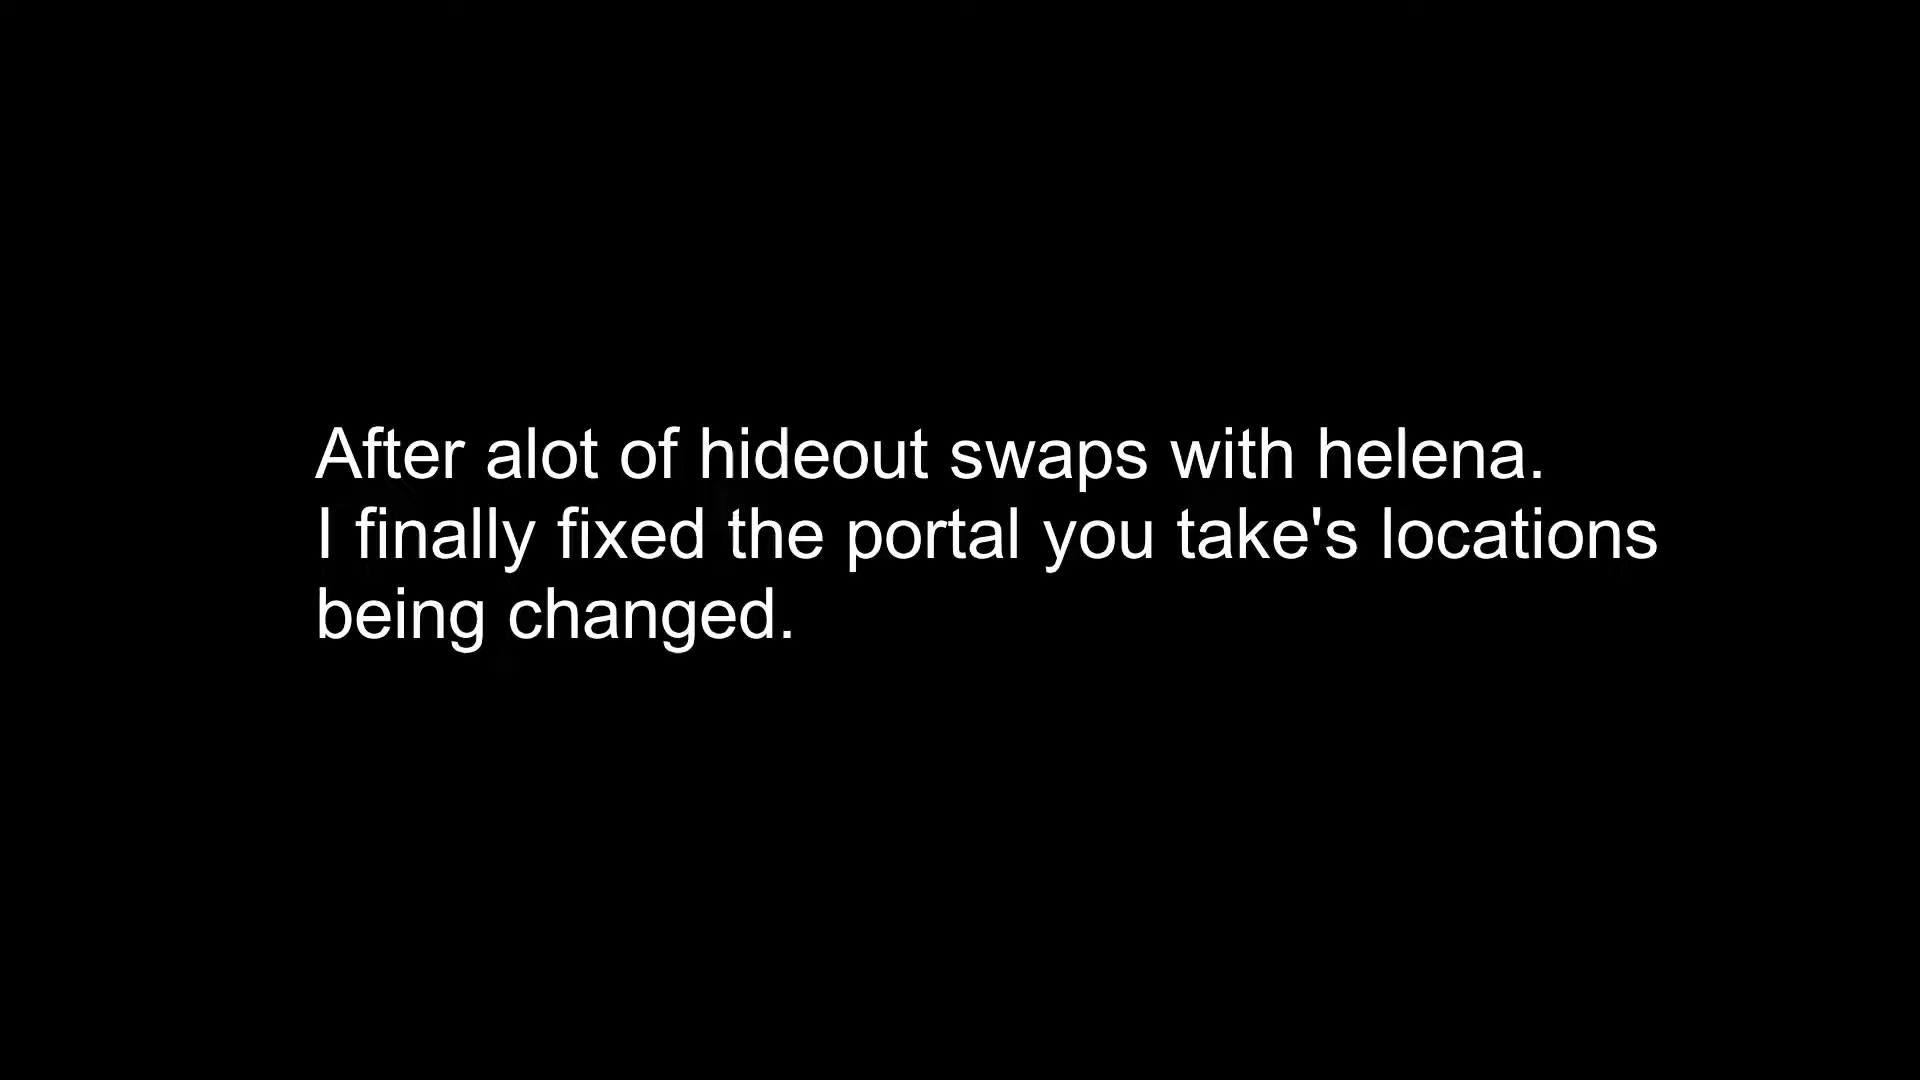 After alot of hideout swaps with helena.
I finally fixed the portal you take's locations
being changed.